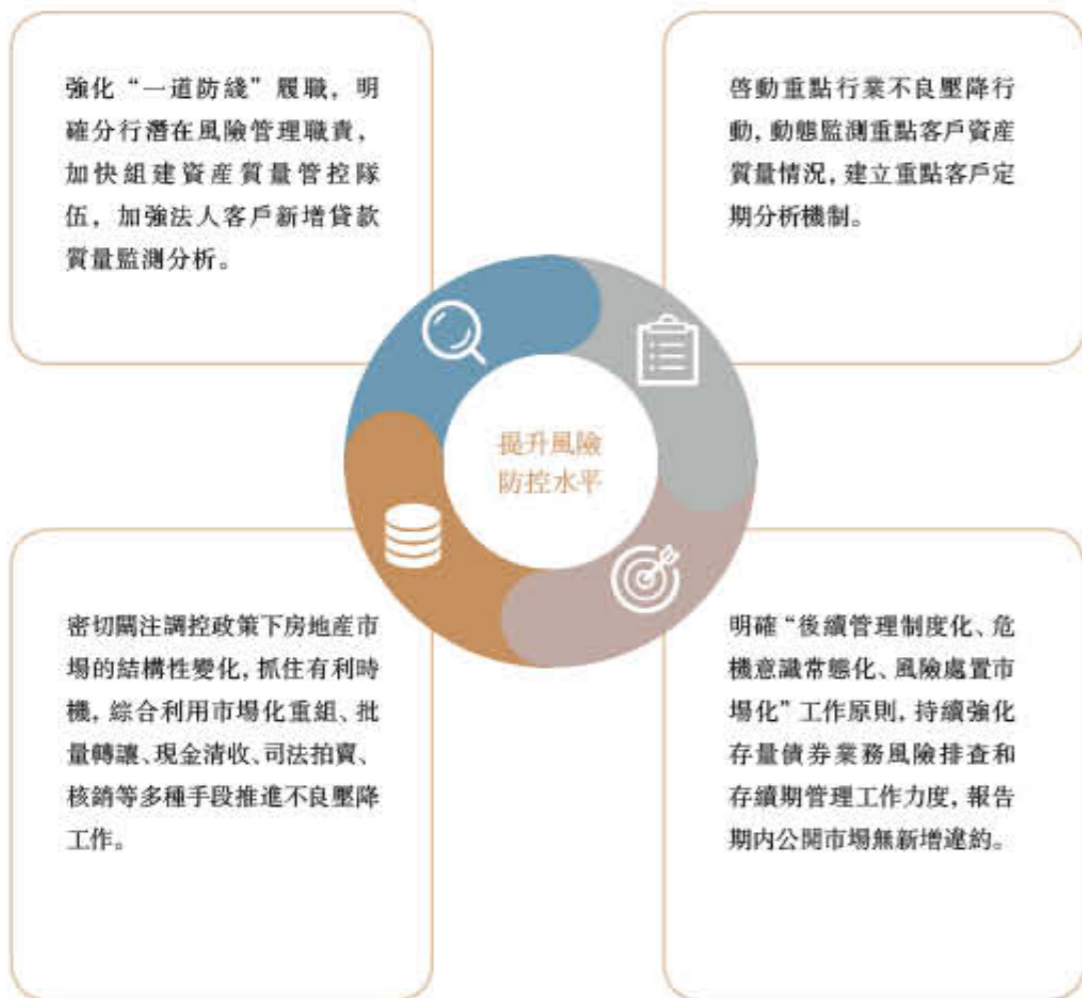 強化“一道防綫”履職，明
確分行潛在風險管理職責，
加快組建資産質量管控隊
伍，加強法人客戶新增貸款
質量監測分析。
啓動重點行業不良壓降行
動，動態監測重點客戶資産
質量情況，建立重點客戶定
期分析機制。
提升風險
防控水平
密切關注調控政策下房地産市
場的結構性變化，抓住有利時
機，綜合利用市場化重組、批
量轉讓、現金清收、司法拍賣、
核銷等多種手段推進不良壓降
工作。
明確“後續管理制度化、危
機意識常態化、風險處置市
場化”工作原則，持續強化
存量債券業務風險排查和
存續期管理工作力度，報告
期内公開市場無新增違約。